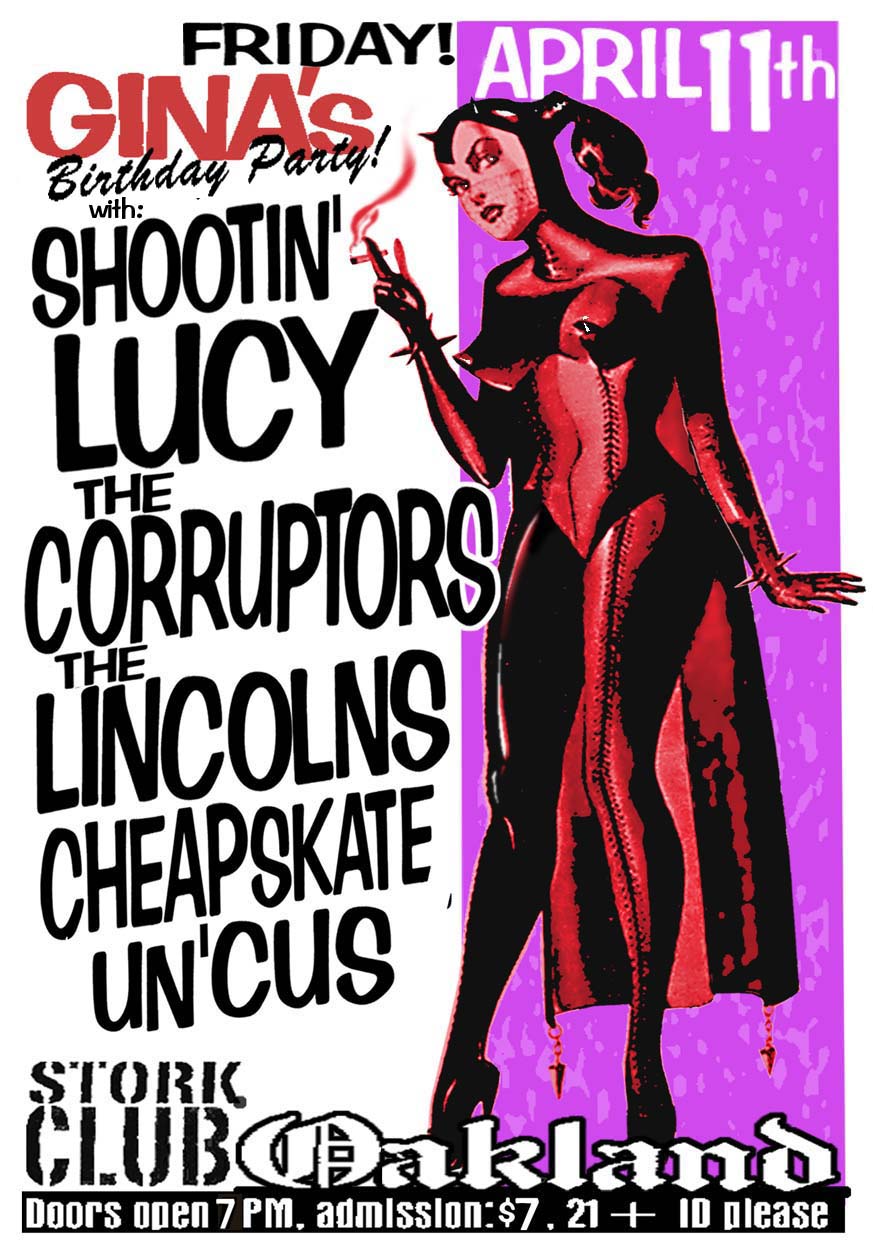 FRIDAY! APRIL 11th
GINA's
Birthday Party!
with:
SHOOTIN'
LUCY
THE
CORRUPTORS
THE
LINCOLNS
CHEAPSKATE
UN'CUS
STORK
CLUB Oakland
Doors open 7 PM, admission: $7, 21 + ID please